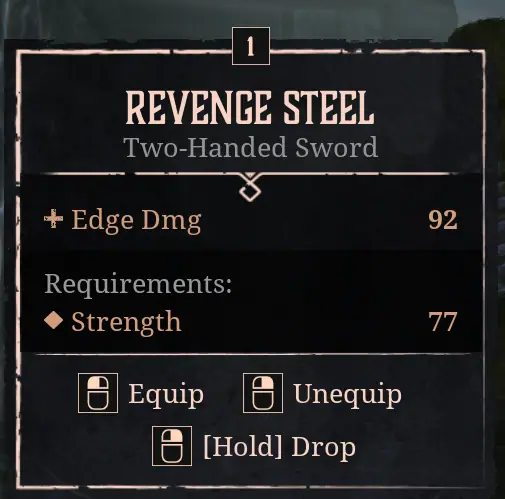 1
REVENGE STEEL
Two-Handed Sword
Edge Dmg 92
Requirements:
Strength 77
Equip Unequip
[Hold] Drop